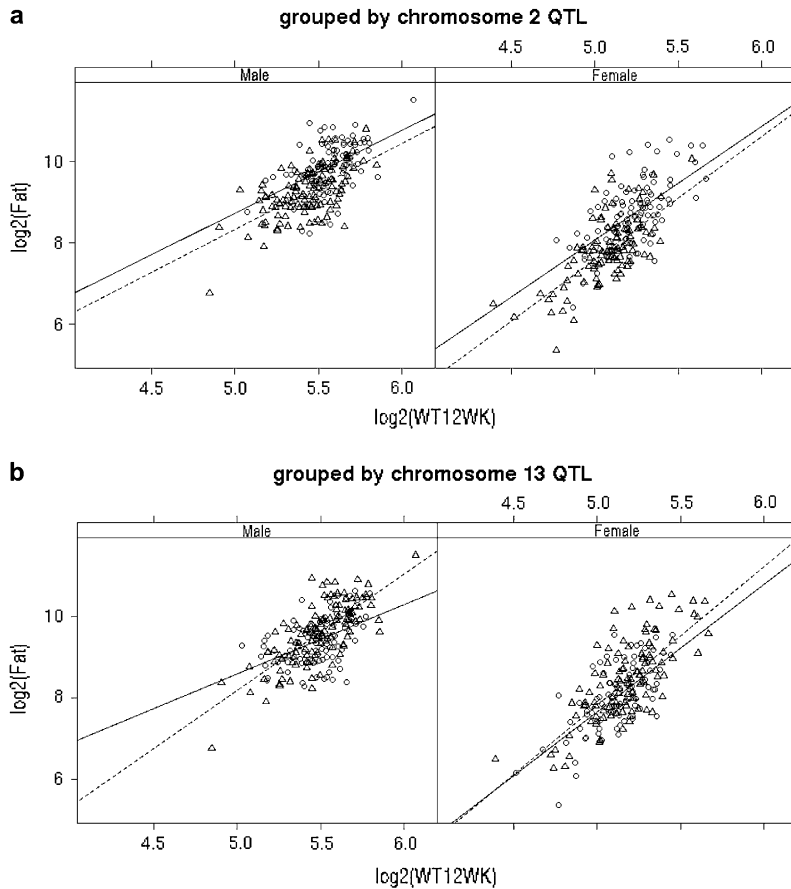 a
grouped by chromosome 2 QTL
4.5 5.0 5.5 6.0
Male Female
10
8
6
log2(Fat)
4.5 5.0 5.5 6.0
log2(WT12WK)
b
grouped by chromosome 13 QTL
4.5 5.0 5.5 6.0
Male Female
10
8
6
log2(Fat)
4.5 5.0 5.5 6.0
log2(WT12WK)